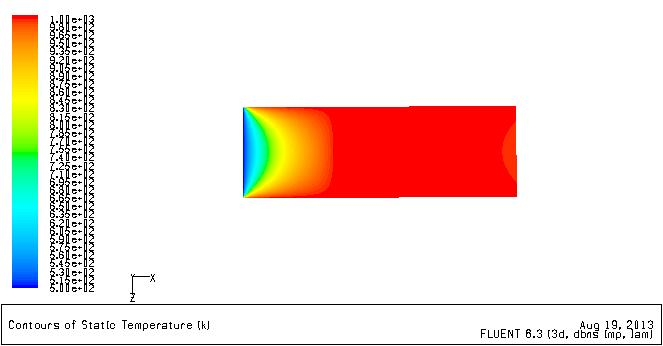 1.00e+03
9.80e+02
9.65e+02
9.50e+02
9.35e+02
9.20e+02
9.05e+02
8.90e+02
8.75e+02
8.60e+02
8.45e+02
8.30e+02
8.15e+02
8.00e+02
7.85e+02
7.70e+02
7.55e+02
7.40e+02
7.25e+02
7.10e+02
6.95e+02
6.80e+02
6.65e+02
6.50e+02
6.35e+02
6.20e+02
6.05e+02
5.90e+02
5.75e+02
5.60e+02
5.45e+02
5.30e+02
5.15e+02
5.00e+02
Y X
Z
Contours of Static Temperature (k)
Aug 19, 2013
FLUENT 6.3 (3d, dbns imp, lam)